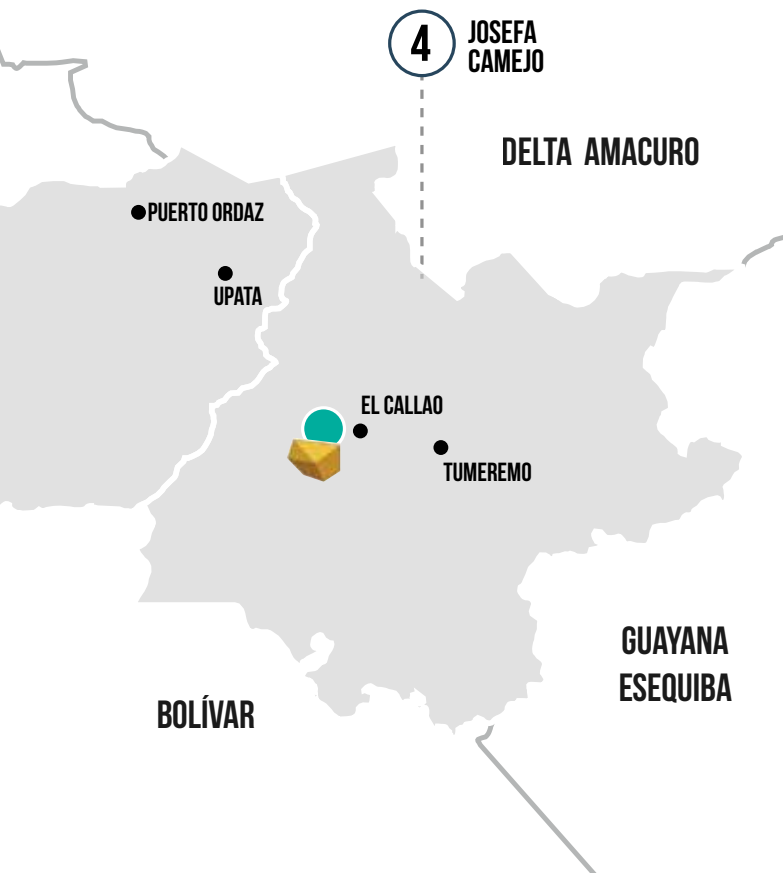 4
JOSEFA
CAMEJO
DELTA AMACURO
PUERTO ORDAZ
UPATA
EL CALLAO
TUMEREMO
GUAYANA
ESEQUIBA
BOLÍVAR